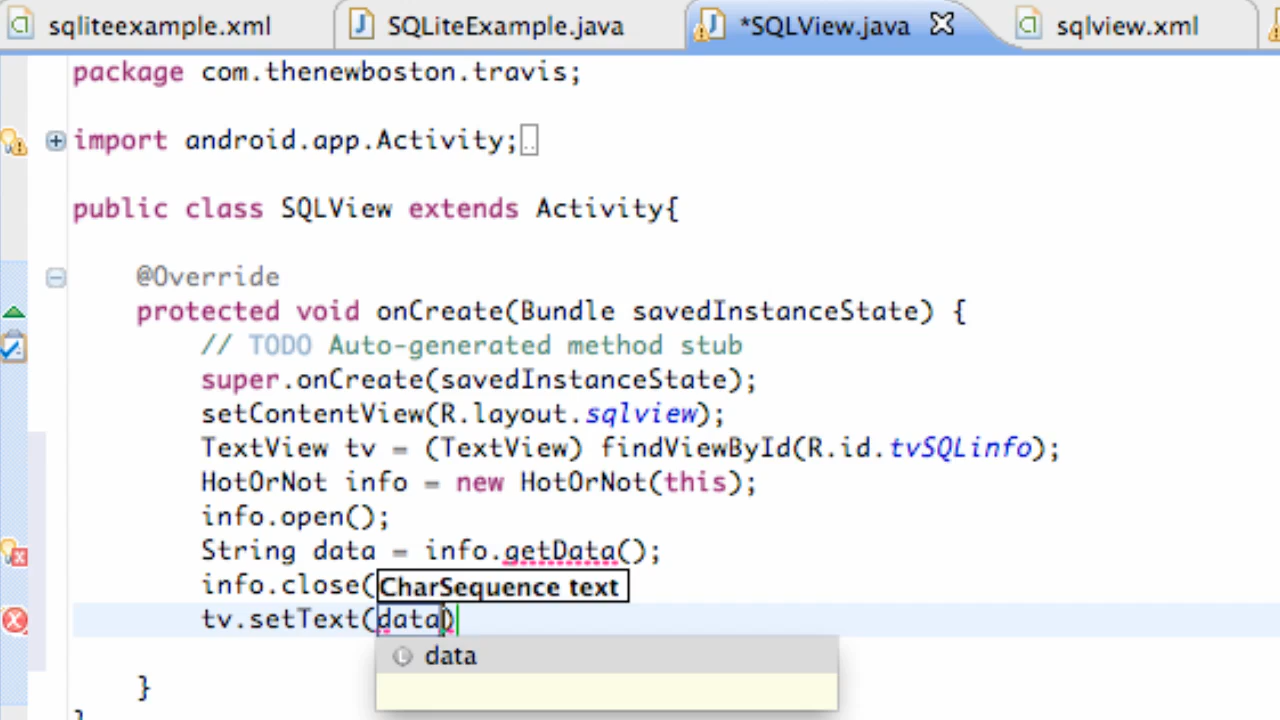 sqliteexample.xml SQLiteExample.java *SQLView.java sqlview.xml
package com.thenewboston.travis;
import android.app.Activity;
public class SQLView extends Activity{
@Override
protected void onCreate(Bundle savedInstanceState) {
// TODO Auto-generated method stub
super.onCreate(savedInstanceState);
setContentView(R.layout.sqlview);
TextView tv = (TextView) findViewById(R.id.tvSQLinfo);
HotOrNot info = new HotOrNot(this);
info.open();
String data = info.getData();
info.close(
CharSequence text
tv.setText(data)
data
}
}